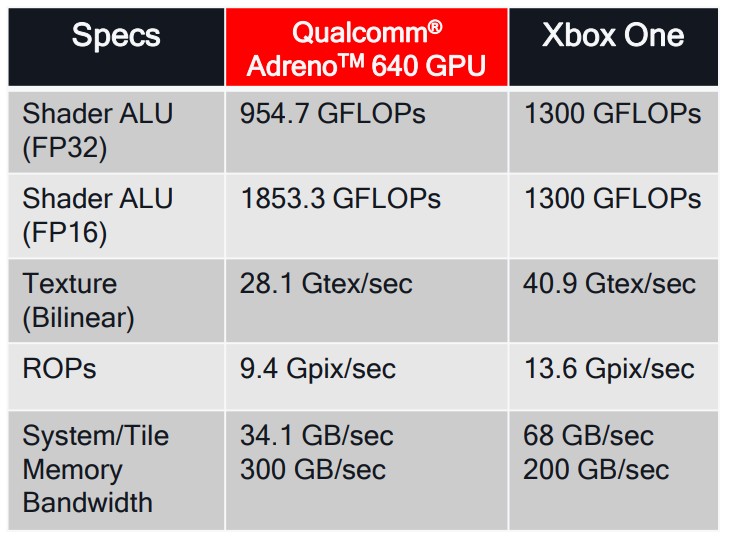 Specs
Qualcomm®
Adreno™ 640 GPU
Xbox One
Shader ALU
(FP32)
954.7 GFLOPs
1300 GFLOPs
Shader ALU
(FP16)
1853.3 GFLOPs
1300 GFLOPs
Texture
(Bilinear)
28.1 Gtex/sec
40.9 Gtex/sec
ROPs
9.4 Gpix/sec
13.6 Gpix/sec
System/Tile
Memory
Bandwidth
34.1 GB/sec
300 GB/sec
68 GB/sec
200 GB/sec